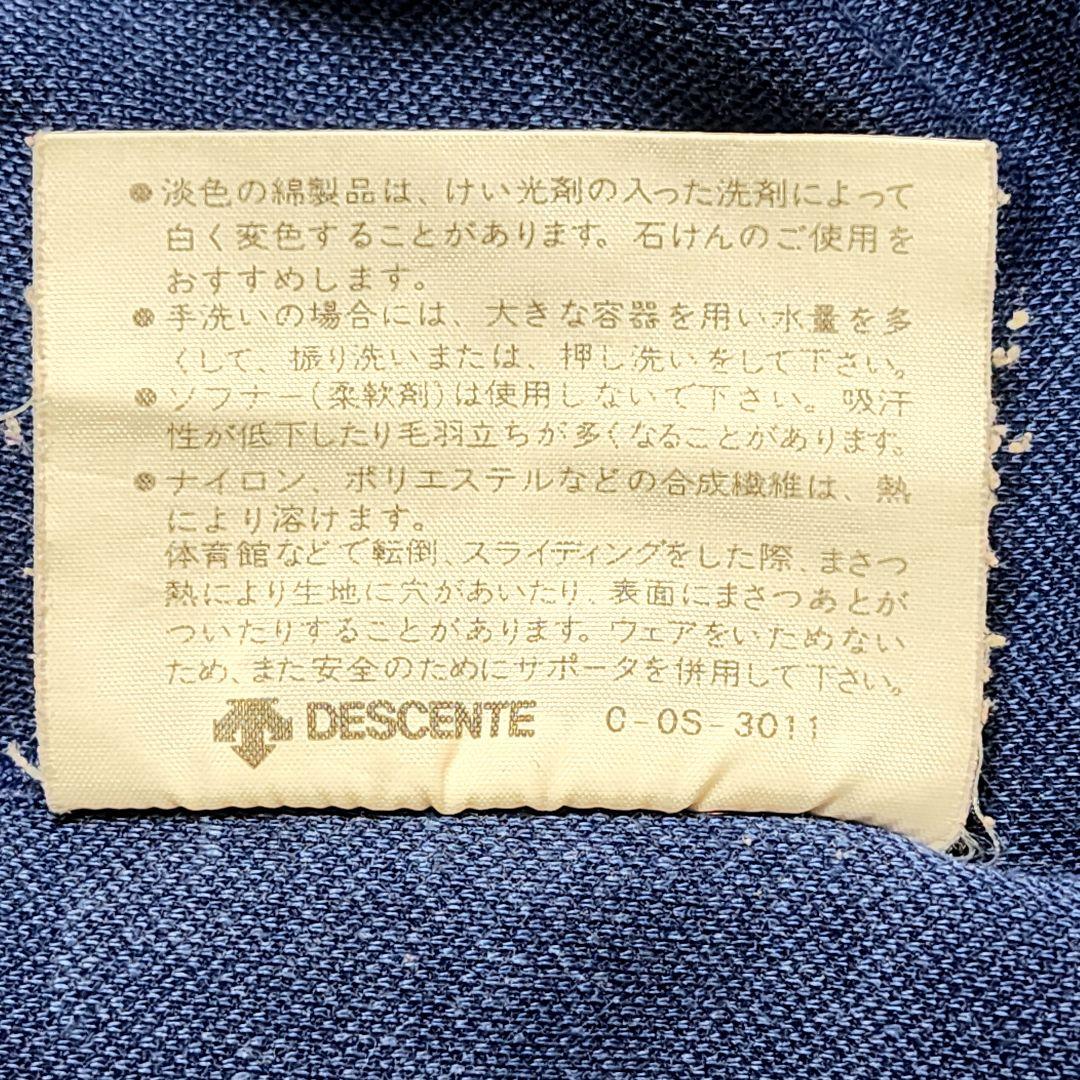 ●淡色の綿製品は、けい光剤の入った洗剤によって
白く変色することがあります。石けんのご使用を
おすすめします。
●手洗いの場合には、大きな容器を用い水量を多
くして、振り洗いまたは、押し洗いをして下さい。
●ソフナー(柔軟剤)は使用しないで下さい。吸汗
性が低下したり毛羽立ちが多くなることがあります。
●ナイロン、ポリエステルなどの合成繊維は、熱
により溶けます。
体育館などで転倒、スライディングをした際、まさつ
熱により生地に穴があいたり、表面にまさつあとが
ついたりすることがあります。ウェアをいためない
ため、また安全のためにサポータを併用して下さい。
DESCENTE C-OS-3011